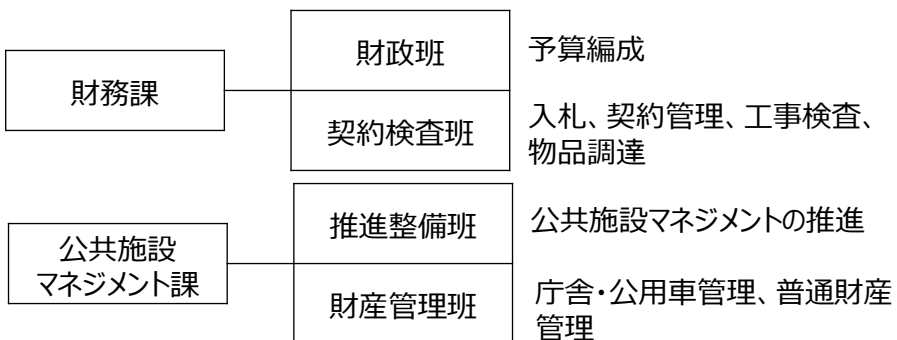 財務課
財政班
予算編成
契約検査班
入札、契約管理、工事検査、
物品調達
公共施設
マネジメント課
推進整備班
公共施設マネジメントの推進
財産管理班
庁舎・公用車管理、普通財産
管理